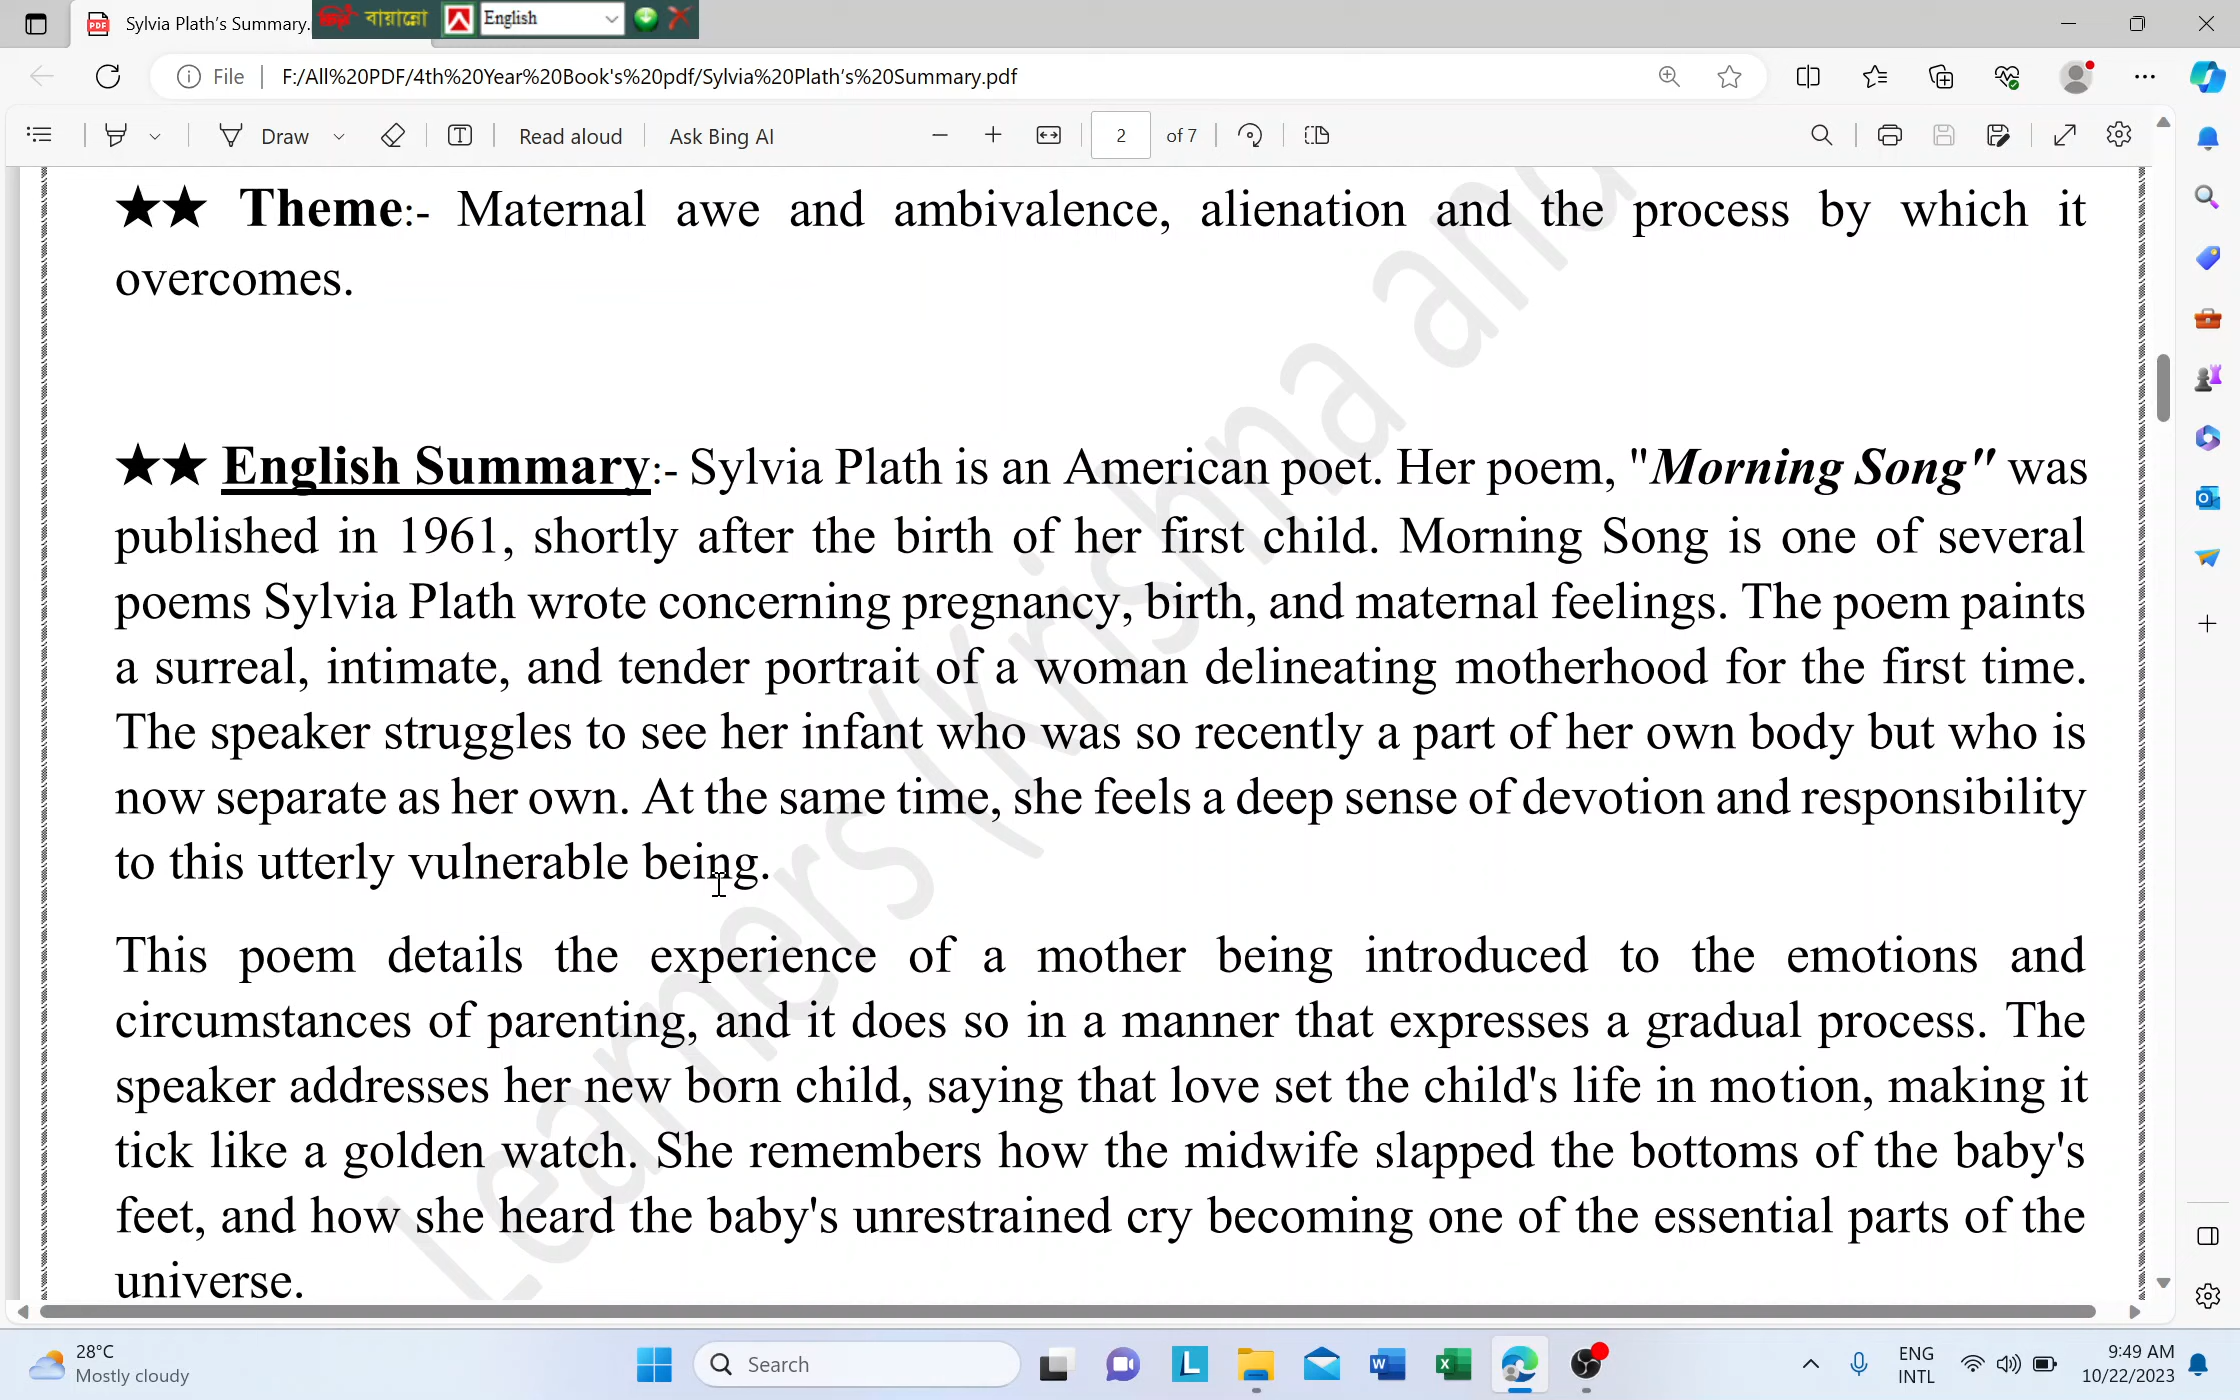 Sylvia Plath's Summary.
বায়ান্নো
English
File
F:/All%20PDF/4th%20Year%20Book's%20pdf/Sylvia%20Plath's%20Summary.pdf
Draw
Read aloud
Ask Bing AI
2 of 7
★★ Theme:- Maternal awe and ambivalence, alienation and the process by which it
overcomes.
★★ English Summary:- Sylvia Plath is an American poet. Her poem, "Morning Song" was
published in 1961, shortly after the birth of her first child. Morning Song is one of several
poems Sylvia Plath wrote concerning pregnancy, birth, and maternal feelings. The poem paints
a surreal, intimate, and tender portrait of a woman delineating motherhood for the first time.
The speaker struggles to see her infant who was so recently a part of her own body but who is
now separate as her own. At the same time, she feels a deep sense of devotion and responsibility
to this utterly vulnerable being.
This poem details the experience of a mother being introduced to the emotions and
circumstances of parenting, and it does so in a manner that expresses a gradual process. The
speaker addresses her new born child, saying that love set the child's life in motion, making it
tick like a golden watch. She remembers how the midwife slapped the bottoms of the baby's
feet, and how she heard the baby's unrestrained cry becoming one of the essential parts of the
universe.
Learners (Krishna and
28°C
Mostly cloudy
Search
ENG
INTL
9:49 AM
10/22/2023